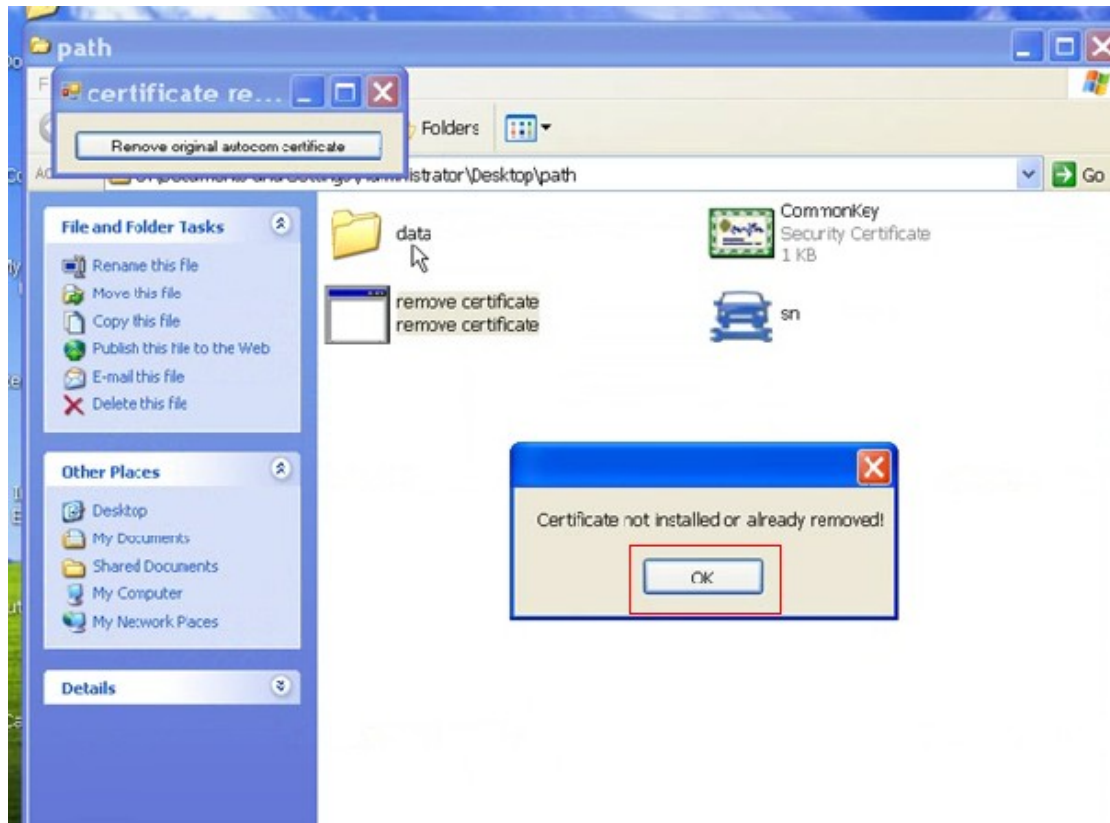 path
certificate re...
Remove original autocom certificate
Folders
istrator\Desktop\path
Go
File and Folder Tasks
Rename this file
Move this file
Copy this file
Publish this file to the Web
E-mail this file
Delete this file
Other Places
Desktop
My Documents
Shared Documents
My Computer
My Network Places
Details
data
CommonKey
Security Certificate
1 KB
remove certificate
remove certificate
sn
Certificate not installed or already removed!
OK